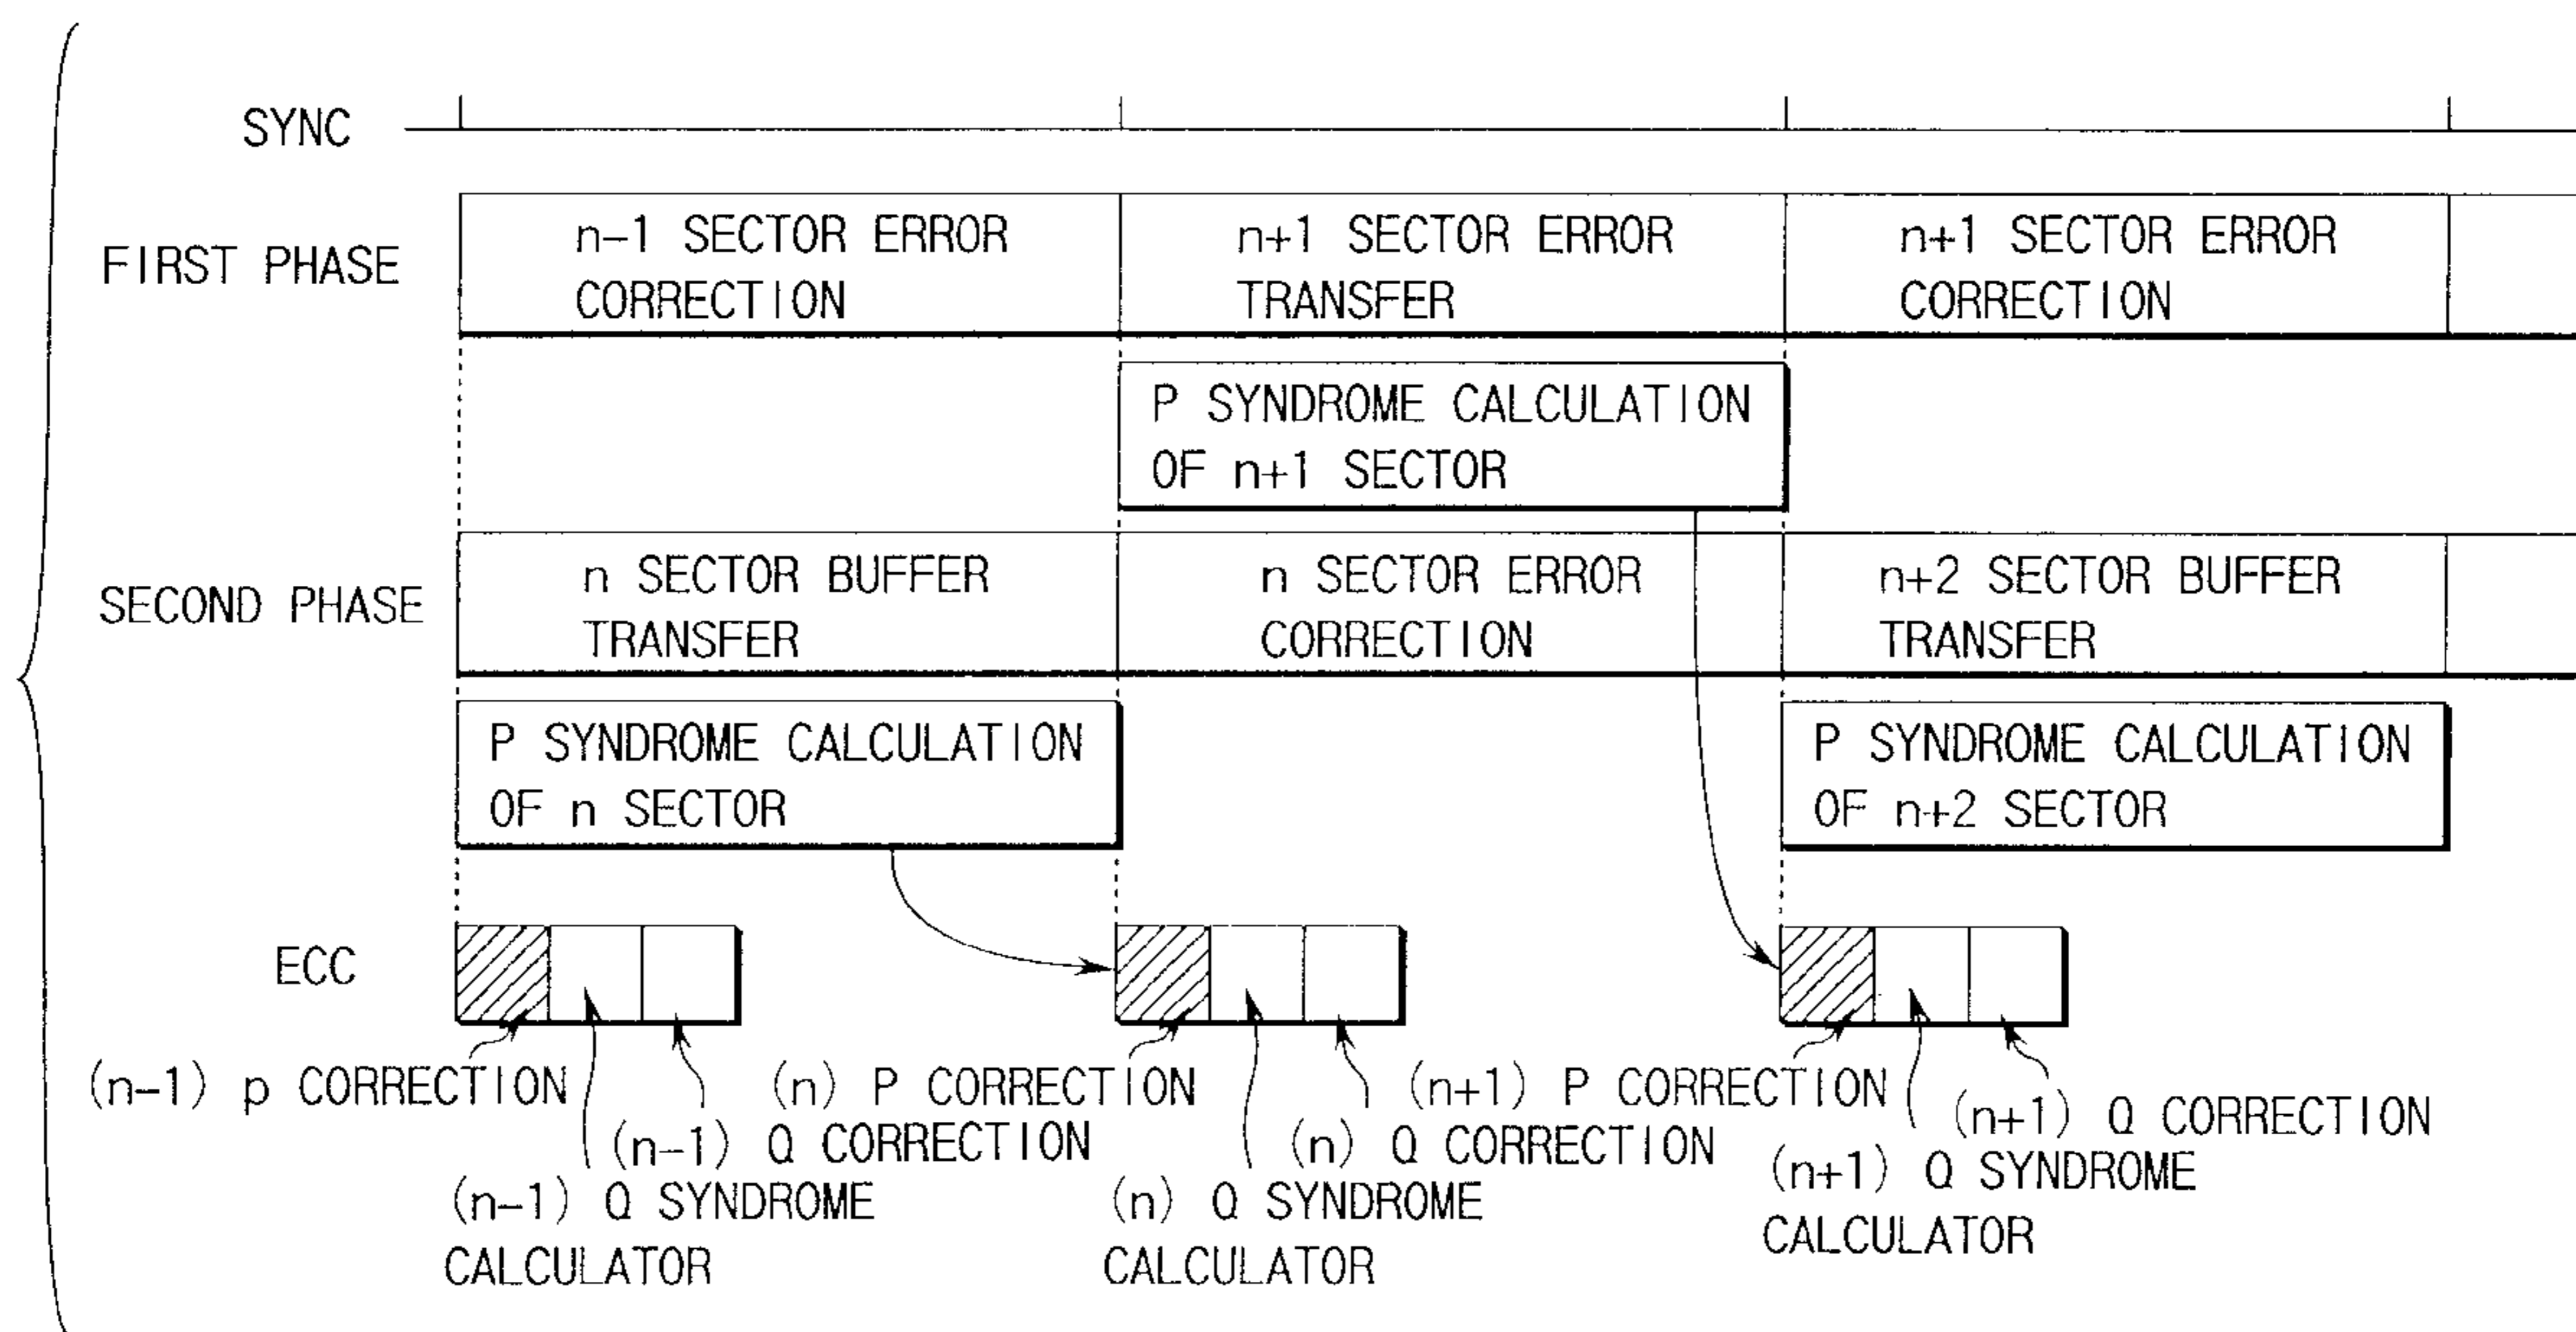 SYNC
FIRST PHASE
n-1 SECTOR ERROR
CORRECTION
n+1 SECTOR ERROR
TRANSFER
n+1 SECTOR ERROR
CORRECTION
P SYNDROME CALCULATION
OF n+1 SECTOR
SECOND PHASE
n SECTOR BUFFER
TRANSFER
n SECTOR ERROR
CORRECTION
n+2 SECTOR BUFFER
TRANSFER
P SYNDROME CALCULATION
OF n SECTOR
P SYNDROME CALCULATION
OF n+2 SECTOR
ECC
(n-1) p CORRECTION
(n-1) Q CORRECTION
(n-1) Q SYNDROME
CALCULATOR
(n) P CORRECTION
(n) Q CORRECTION
(n) Q SYNDROME
CALCULATOR
(n+1) P CORRECTION
(n+1) Q CORRECTION
(n+1) Q SYNDROME
CALCULATOR